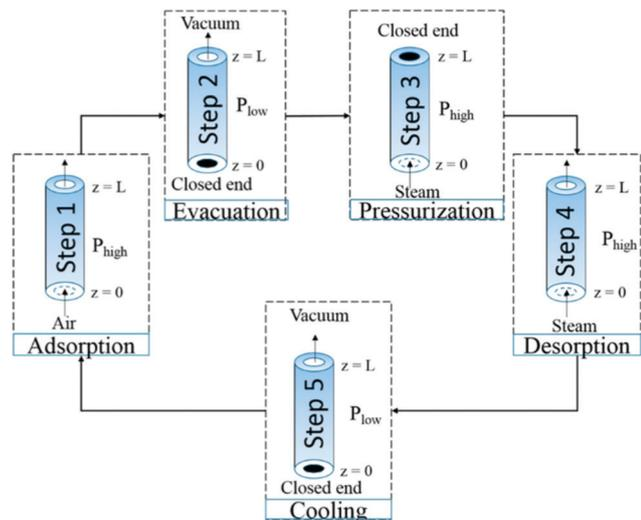 Vacuum
z = L
Step 2
P_low
z = 0
Closed end
Evacuation
Closed end
z = L
Step 3
P_high
z = 0
Steam
Pressurization
z = L
Step 1
P_high
z = 0
Air
Adsorption
z = L
Step 4
P_high
z = 0
Steam
Desorption
Vacuum
z = L
Step 5
P_low
z = 0
Closed end
Cooling